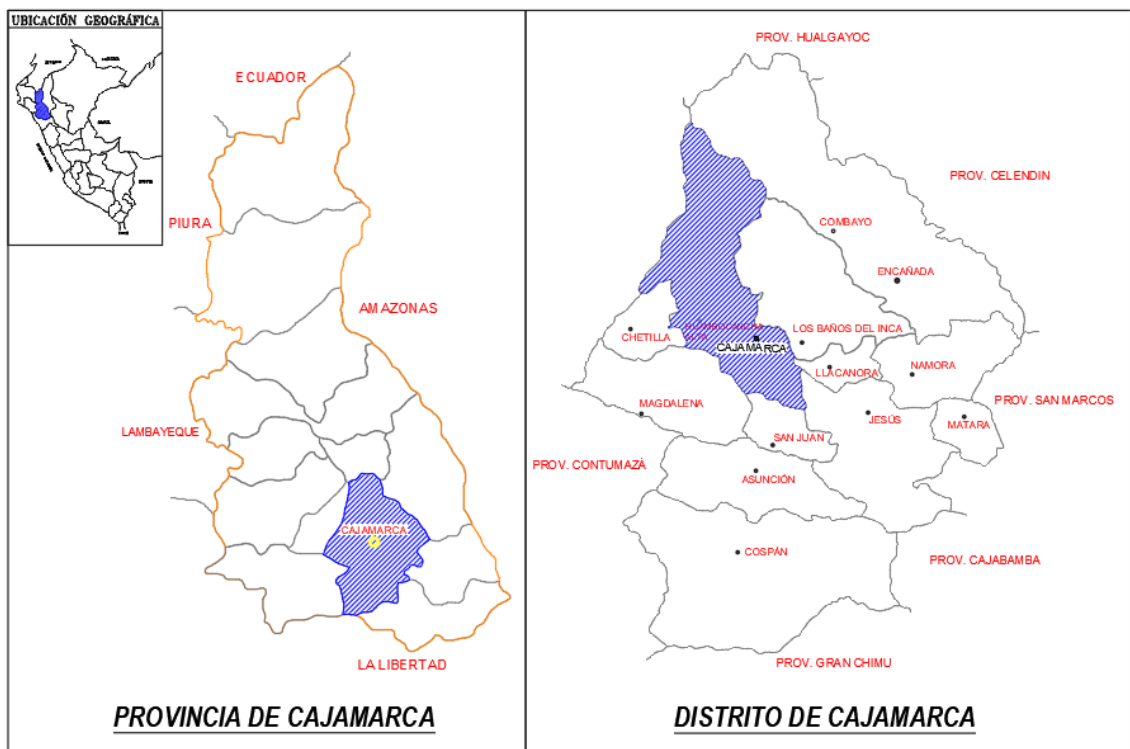 UBICACIÓN GEOGRÁFICA
ECUADOR
PIURA
AMAZONAS
LAMBAYEQUE
CAJAMARCA
LA LIBERTAD
PROVINCIA DE CAJAMARCA
PROV. HUALGAYOC
PROV. CELENDIN
COMBAYO
ENCAÑADA
CHETILLA
LOS BAÑOS DEL INCA
CAJAMARCA
LLACANORA
NAMORA
MAGDALENA
JESÚS
PROV. SAN MARCOS
MATARA
SAN JUAN
PROV. CONTUMAZÁ
ASUNCIÓN
COSPÁN
PROV. CAJABAMBA
PROV. GRAN CHIMU
DISTRITO DE CAJAMARCA